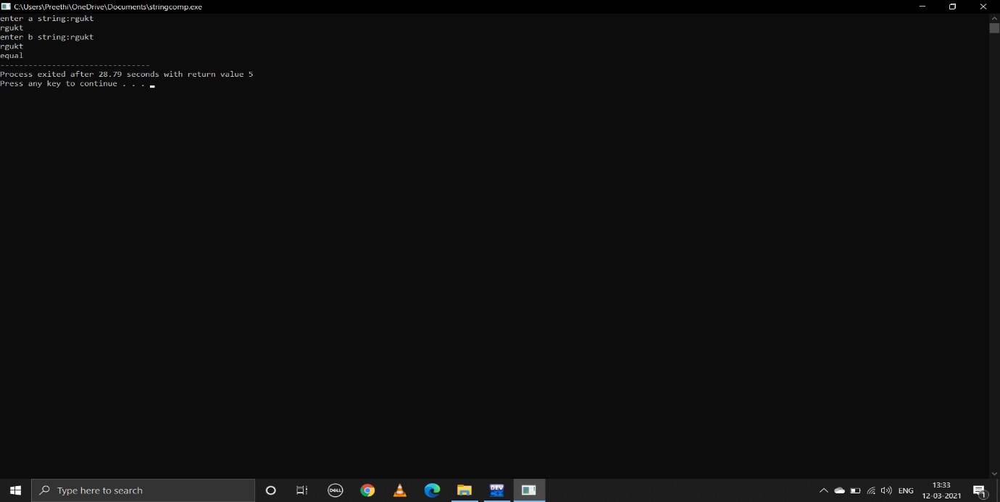 C:\Users\Preethi\OneDrive\Documents\stringcomp.exe
enter a string:rgukt
rgukt
enter b string:rgukt
rgukt
equal
--------------------------------
Process exited after 28.79 seconds with return value 5
Press any key to continue . . .
Type here to search
DELL
DEV
ENG
13:33
12-03-2021
1